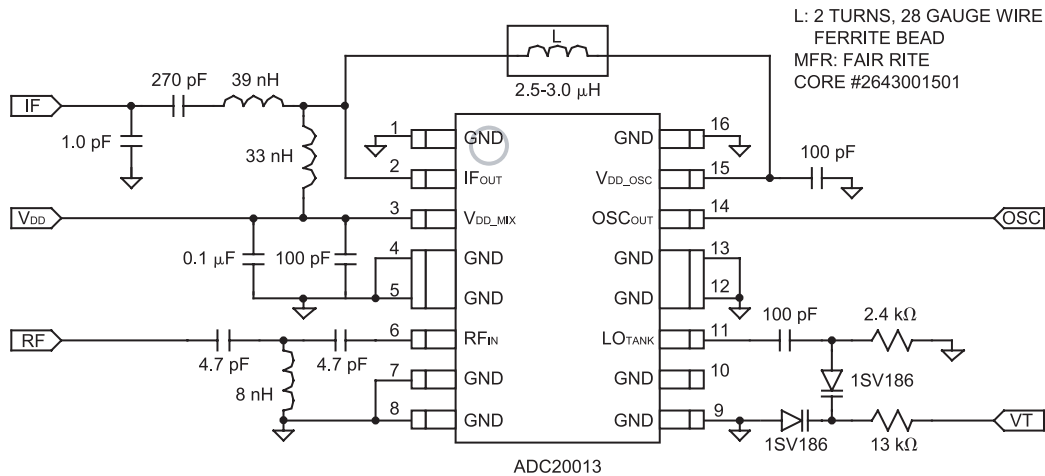 L: 2 TURNS, 28 GAUGE WIRE
FERRITE BEAD
MFR: FAIR RITE
CORE #2643001501
L
2.5-3.0 μH
270 pF
39 nH
IF
1.0 pF
33 nH
1
GND
GND
16
2
IFOUT
VDD_OSC
15
100 pF
VDD
3
VDD_MIX
OSCOUT
14
OSC
0.1 μF
100 pF
4
GND
GND
13
5
GND
GND
12
RF
4.7 pF
4.7 pF
6
RFIN
LOTANK
11
100 pF
2.4 kΩ
8 nH
7
GND
GND
10
1SV186
8
GND
GND
9
1SV186
13 kΩ
VT
ADC20013